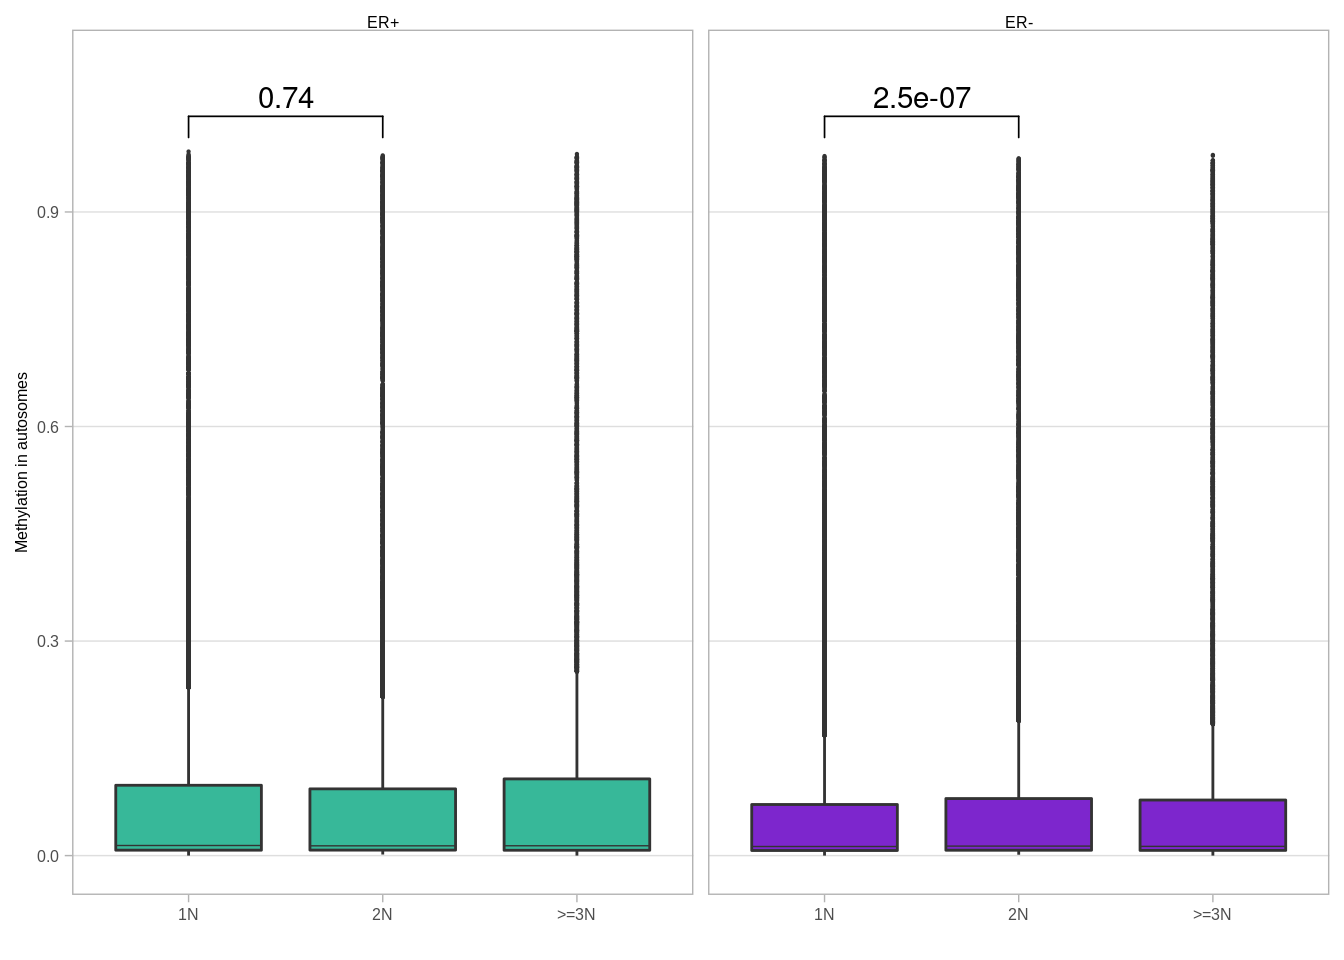 ER+
ER-
0.74
2.5e-07
0.9
0.6
0.3
0.0
Methylation in autosomes
1N
2N
>=3N
1N
2N
>=3N